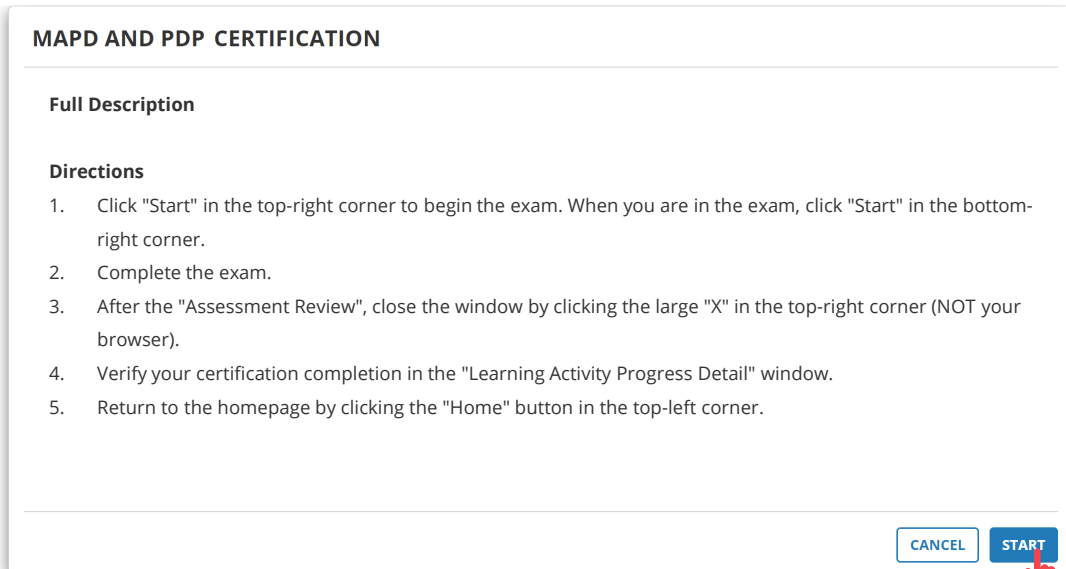 MAPD AND PDP CERTIFICATION
Full Description
Directions
1. Click "Start" in the top-right corner to begin the exam. When you are in the exam, click "Start" in the bottom-
right corner.
2. Complete the exam.
3. After the "Assessment Review", close the window by clicking the large "X" in the top-right corner (NOT your
browser).
4. Verify your certification completion in the "Learning Activity Progress Detail" window.
5. Return to the homepage by clicking the "Home" button in the top-left corner.
CANCEL START